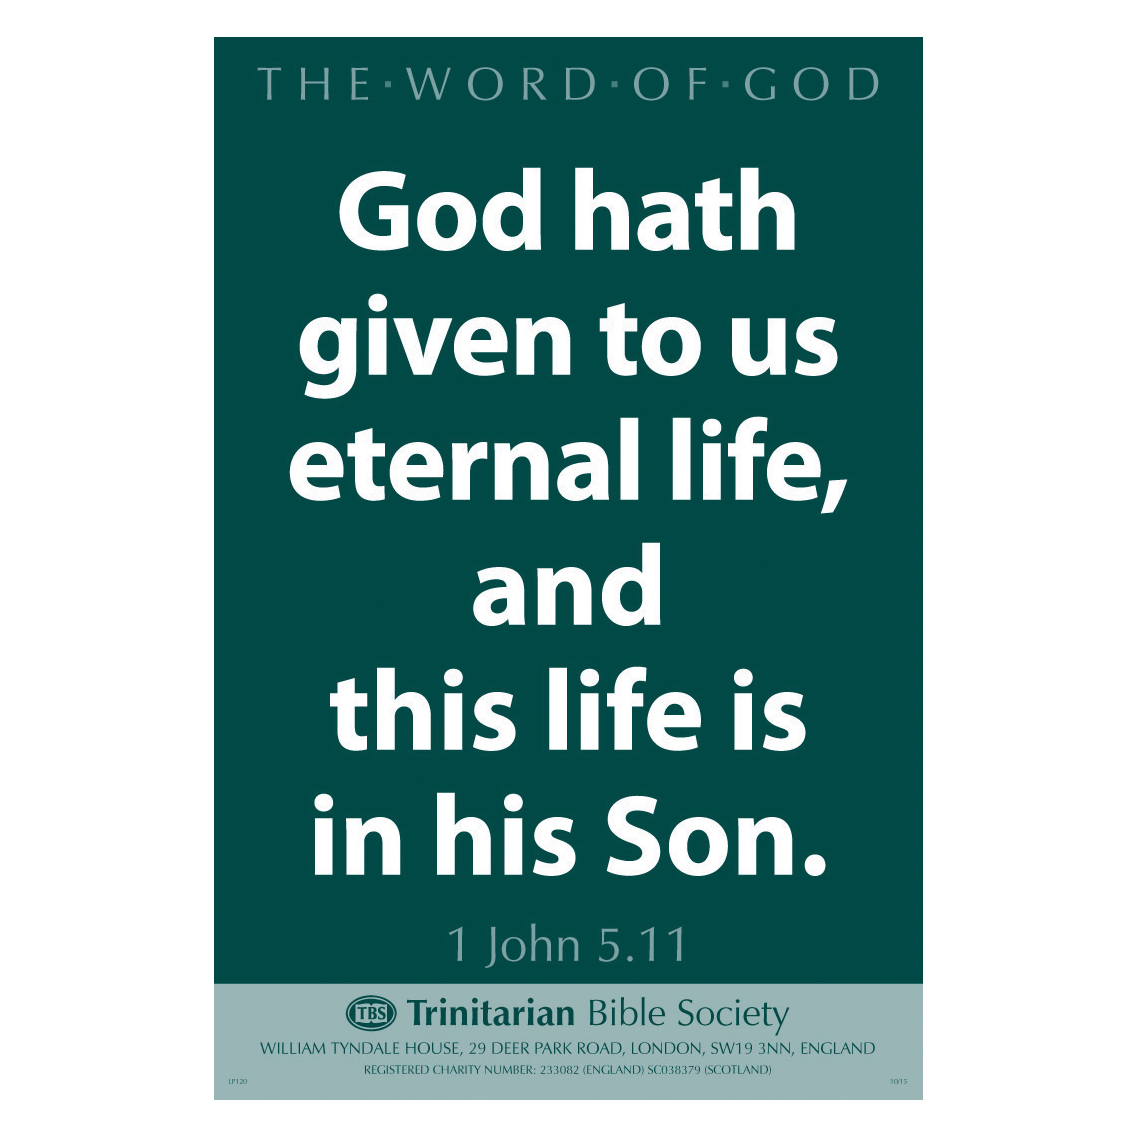 THE·WORD·OF·GOD
God hath
given to us
eternal life,
and
this life is
in his Son.
1 John 5.11
TBS Trinitarian Bible Society
WILLIAM TYNDALE HOUSE, 29 DEER PARK ROAD, LONDON, SW19 3NN, ENGLAND
REGISTERED CHARITY NUMBER: 233082 (ENGLAND) SC038379 (SCOTLAND)
LP120 10/15